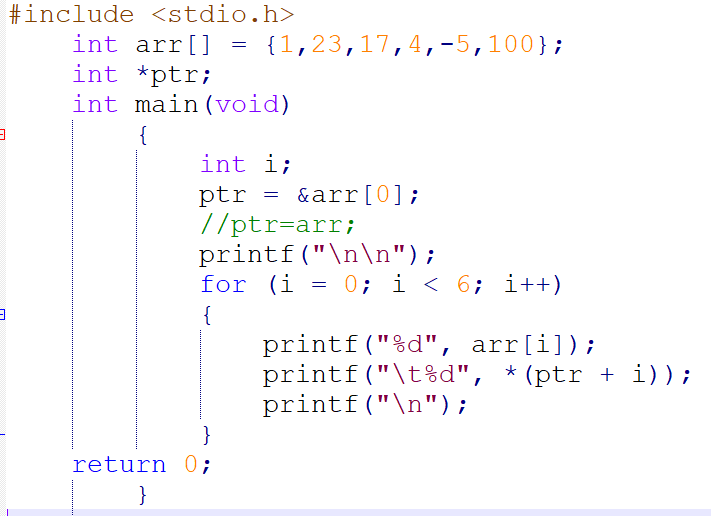 #include <stdio.h>
int arr[] = {1,23,17,4,-5,100};
int *ptr;
int main(void)
{
int i;
ptr = &arr[0];
//ptr=arr;
printf("\n\n");
for (i = 0; i < 6; i++)
{
printf("%d", arr[i]);
printf("\t%d", *(ptr + i));
printf("\n");
}
return 0;
}